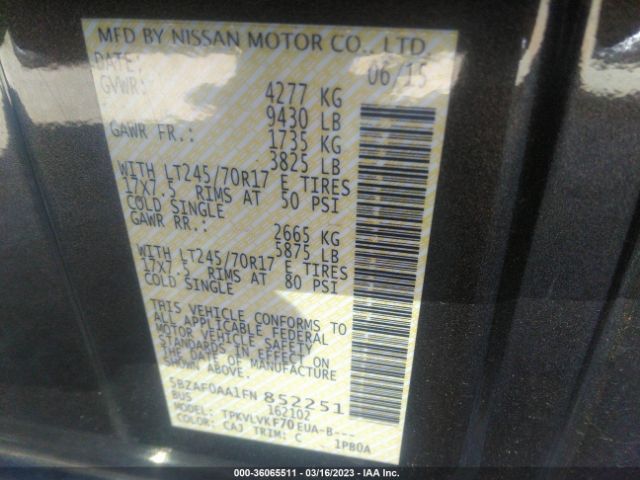 MFD BY NISSAN MOTOR CO., LTD.
DATE: 06/15
GVWR: 4277 KG
9430 LB
GAWR FR.: 1735 KG
3825 LB
WITH LT245/70R17 E TIRES
17X7.5 RIMS AT 50 PSI
COLD SINGLE
GAWR RR.: 2665 KG
5875 LB
WITH LT245/70R17 E TIRES
17X7.5 RIMS AT 80 PSI
COLD SINGLE
THIS VEHICLE CONFORMS TO
ALL APPLICABLE FEDERAL
MOTOR VEHICLE SAFETY
STANDARDS IN EFFECT ON
THE DATE OF MANUFACTURE
SHOWN ABOVE.
5BZAF0AA1FN 852251
BUS 162102
MODEL: TPKVLVKF70EUA-B---
COLOR: CAJ TRIM: C 1PB0A
000-36065511 - 03/16/2023 - IAA Inc.